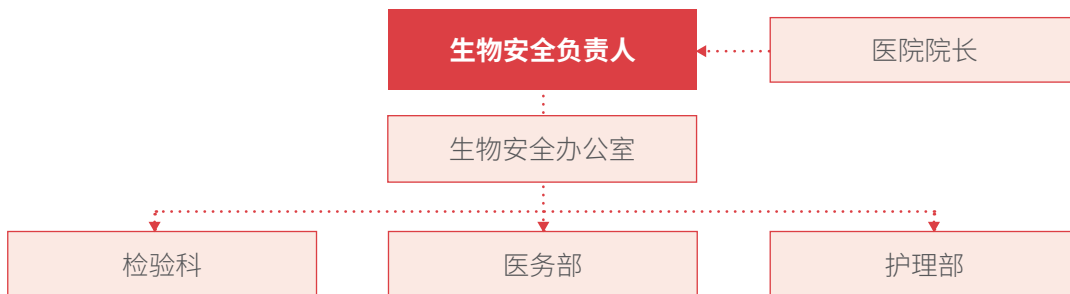 生物安全负责人
医院院长
生物安全办公室
检验科
医务部
护理部